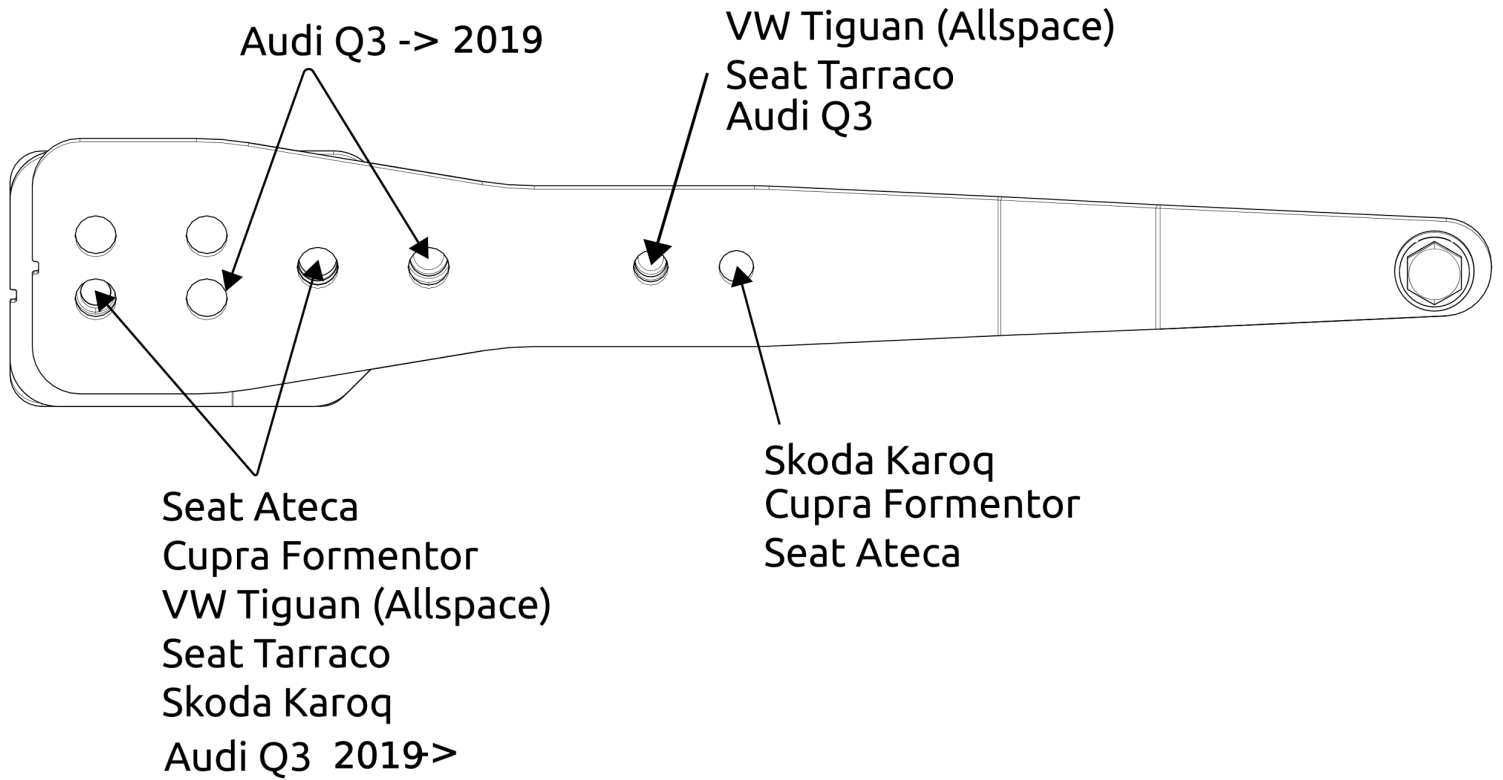 Audi Q3 -> 2019
VW Tiguan (Allspace)
Seat Tarraco
Audi Q3
Skoda Karoq
Cupra Formentor
Seat Ateca
Seat Ateca
Cupra Formentor
VW Tiguan (Allspace)
Seat Tarraco
Skoda Karoq
Audi Q3 2019->